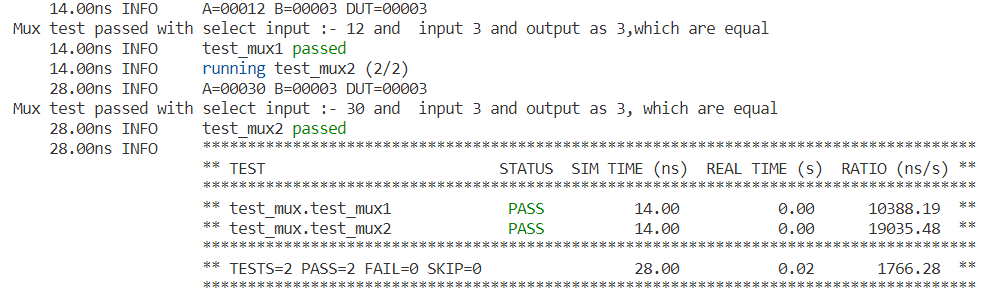 14.00ns INFO     A=00012 B=00003 DUT=00003
Mux test passed with select input :- 12 and  input 3 and output as 3,which are equal
14.00ns INFO     test_mux1 passed
14.00ns INFO     running test_mux2 (2/2)
28.00ns INFO     A=00030 B=00003 DUT=00003
Mux test passed with select input :- 30 and  input 3 and output as 3, which are equal
28.00ns INFO     test_mux2 passed
28.00ns INFO     **************************************************************************************
** TEST                          STATUS  SIM TIME (ns)  REAL TIME (s)  RATIO (ns/s) **
**************************************************************************************
** test_mux.test_mux1             PASS          14.00           0.00      10388.19  **
** test_mux.test_mux2             PASS          14.00           0.00      19035.48  **
**************************************************************************************
** TESTS=2 PASS=2 FAIL=0 SKIP=0                 28.00           0.02       1766.28  **
**************************************************************************************